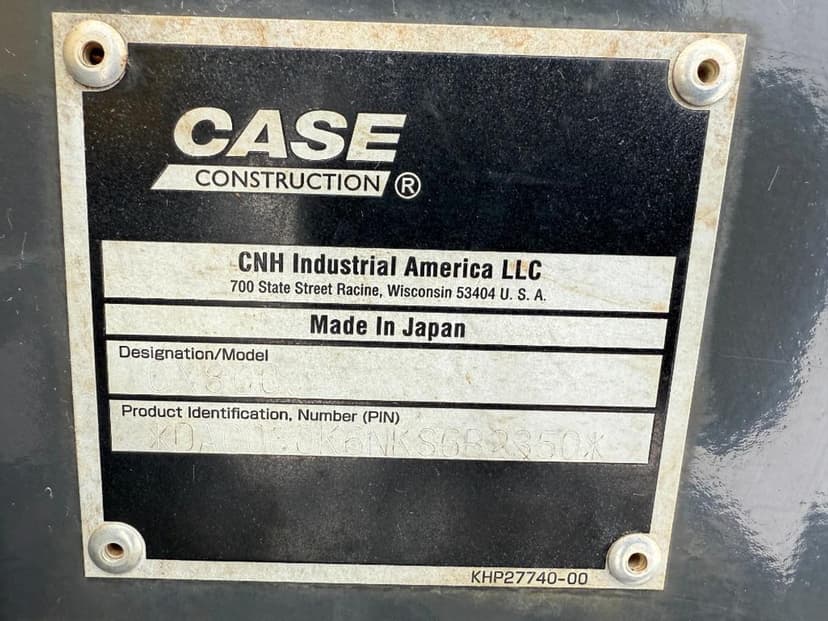 CASE
CONSTRUCTION ®
CNH Industrial America LLC
700 State Street Racine, Wisconsin 53404 U. S. A.
Made In Japan
Designation/Model
Product Identification, Number (PIN)
KHP27740-00